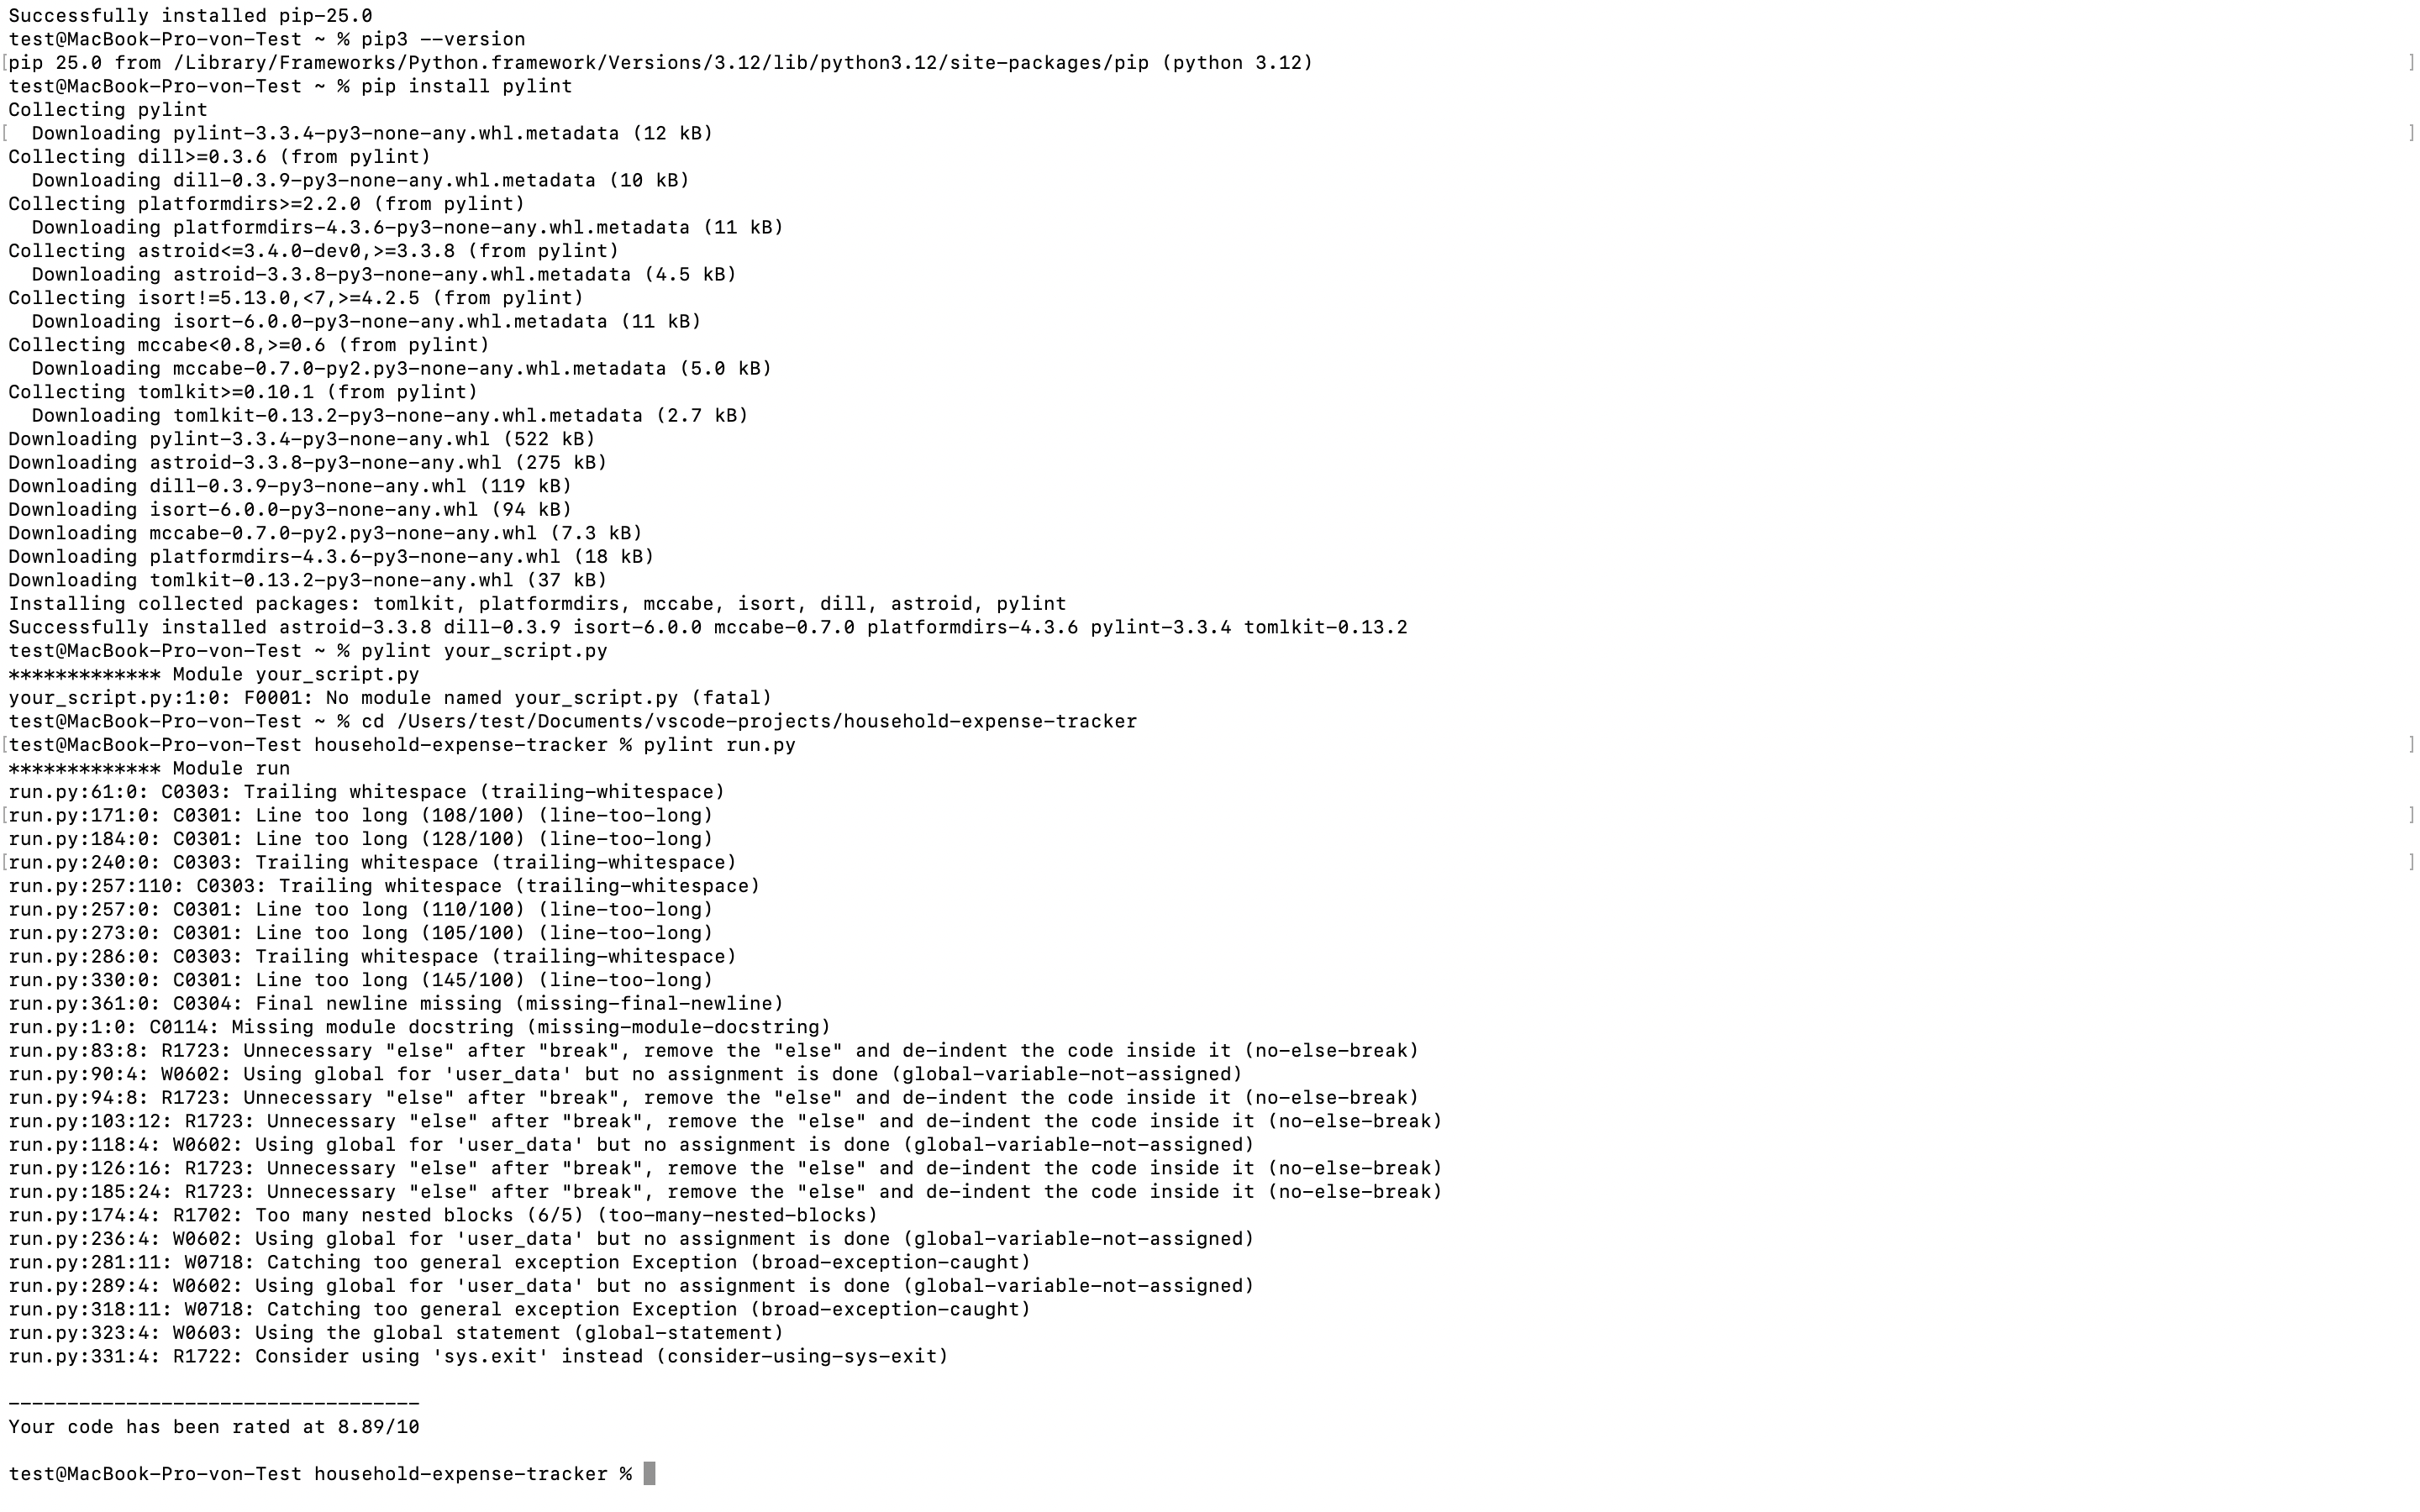 Successfully installed pip-25.0
test@MacBook-Pro-von-Test ~ % pip3 --version
[pip 25.0 from /Library/Frameworks/Python.framework/Versions/3.12/lib/python3.12/site-packages/pip (python 3.12) ]
test@MacBook-Pro-von-Test ~ % pip install pylint
Collecting pylint
[  Downloading pylint-3.3.4-py3-none-any.whl.metadata (12 kB) ]
Collecting dill>=0.3.6 (from pylint)
  Downloading dill-0.3.9-py3-none-any.whl.metadata (10 kB)
Collecting platformdirs>=2.2.0 (from pylint)
  Downloading platformdirs-4.3.6-py3-none-any.whl.metadata (11 kB)
Collecting astroid<=3.4.0-dev0,>=3.3.8 (from pylint)
  Downloading astroid-3.3.8-py3-none-any.whl.metadata (4.5 kB)
Collecting isort!=5.13.0,<7,>=4.2.5 (from pylint)
  Downloading isort-6.0.0-py3-none-any.whl.metadata (11 kB)
Collecting mccabe<0.8,>=0.6 (from pylint)
  Downloading mccabe-0.7.0-py2.py3-none-any.whl.metadata (5.0 kB)
Collecting tomlkit>=0.10.1 (from pylint)
  Downloading tomlkit-0.13.2-py3-none-any.whl.metadata (2.7 kB)
Downloading pylint-3.3.4-py3-none-any.whl (522 kB)
Downloading astroid-3.3.8-py3-none-any.whl (275 kB)
Downloading dill-0.3.9-py3-none-any.whl (119 kB)
Downloading isort-6.0.0-py3-none-any.whl (94 kB)
Downloading mccabe-0.7.0-py2.py3-none-any.whl (7.3 kB)
Downloading platformdirs-4.3.6-py3-none-any.whl (18 kB)
Downloading tomlkit-0.13.2-py3-none-any.whl (37 kB)
Installing collected packages: tomlkit, platformdirs, mccabe, isort, dill, astroid, pylint
Successfully installed astroid-3.3.8 dill-0.3.9 isort-6.0.0 mccabe-0.7.0 platformdirs-4.3.6 pylint-3.3.4 tomlkit-0.13.2
test@MacBook-Pro-von-Test ~ % pylint your_script.py
************* Module your_script.py
your_script.py:1:0: F0001: No module named your_script.py (fatal)
test@MacBook-Pro-von-Test ~ % cd /Users/test/Documents/vscode-projects/household-expense-tracker
[test@MacBook-Pro-von-Test household-expense-tracker % pylint run.py ]
************* Module run
run.py:61:0: C0303: Trailing whitespace (trailing-whitespace)
[run.py:171:0: C0301: Line too long (108/100) (line-too-long) ]
run.py:184:0: C0301: Line too long (128/100) (line-too-long)
[run.py:240:0: C0303: Trailing whitespace (trailing-whitespace) ]
run.py:257:110: C0303: Trailing whitespace (trailing-whitespace)
run.py:257:0: C0301: Line too long (110/100) (line-too-long)
run.py:273:0: C0301: Line too long (105/100) (line-too-long)
run.py:286:0: C0303: Trailing whitespace (trailing-whitespace)
run.py:330:0: C0301: Line too long (145/100) (line-too-long)
run.py:361:0: C0304: Final newline missing (missing-final-newline)
run.py:1:0: C0114: Missing module docstring (missing-module-docstring)
run.py:83:8: R1723: Unnecessary "else" after "break", remove the "else" and de-indent the code inside it (no-else-break)
run.py:90:4: W0602: Using global for 'user_data' but no assignment is done (global-variable-not-assigned)
run.py:94:8: R1723: Unnecessary "else" after "break", remove the "else" and de-indent the code inside it (no-else-break)
run.py:103:12: R1723: Unnecessary "else" after "break", remove the "else" and de-indent the code inside it (no-else-break)
run.py:118:4: W0602: Using global for 'user_data' but no assignment is done (global-variable-not-assigned)
run.py:126:16: R1723: Unnecessary "else" after "break", remove the "else" and de-indent the code inside it (no-else-break)
run.py:185:24: R1723: Unnecessary "else" after "break", remove the "else" and de-indent the code inside it (no-else-break)
run.py:174:4: R1702: Too many nested blocks (6/5) (too-many-nested-blocks)
run.py:236:4: W0602: Using global for 'user_data' but no assignment is done (global-variable-not-assigned)
run.py:281:11: W0718: Catching too general exception Exception (broad-exception-caught)
run.py:289:4: W0602: Using global for 'user_data' but no assignment is done (global-variable-not-assigned)
run.py:318:11: W0718: Catching too general exception Exception (broad-exception-caught)
run.py:323:4: W0603: Using the global statement (global-statement)
run.py:331:4: R1722: Consider using 'sys.exit' instead (consider-using-sys-exit)
-----------------------------------
Your code has been rated at 8.89/10
test@MacBook-Pro-von-Test household-expense-tracker %